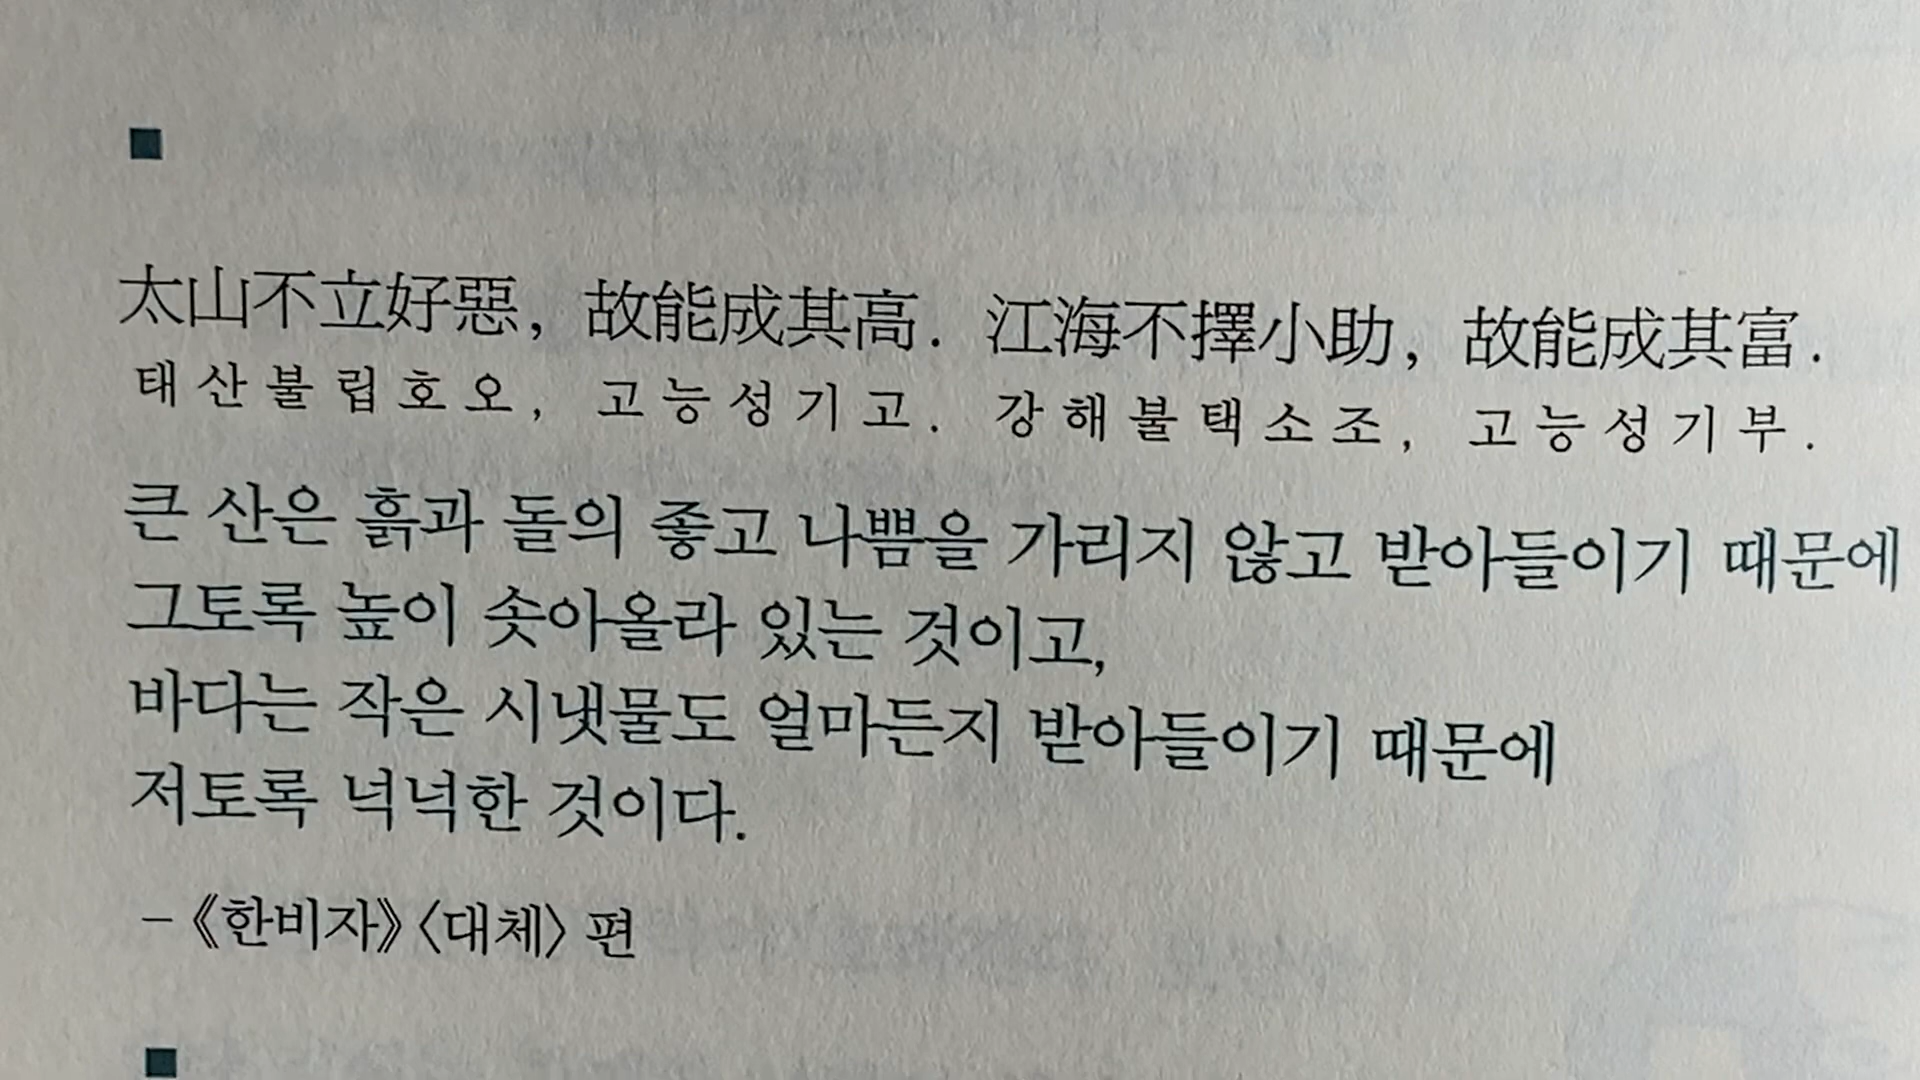 太山不立好惡, 故能成其高. 江海不擇小助, 故能成其富.
태산불립호오, 고능성기고. 강해불택소조, 고능성기부.
큰 산은 흙과 돌의 좋고 나쁨을 가리지 않고 받아들이기 때문에
그토록 높이 솟아올라 있는 것이고,
바다는 작은 시냇물도 얼마든지 받아들이기 때문에
저토록 넉넉한 것이다.
–《한비자》〈대체〉 편